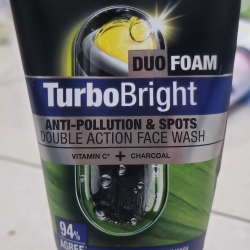 DUO FOAM
TurboBright
ANTI-POLLUTION & SPOTS
DOUBLE ACTION FACE WASH
VITAMIN C* + CHARCOAL
94%
AGREE